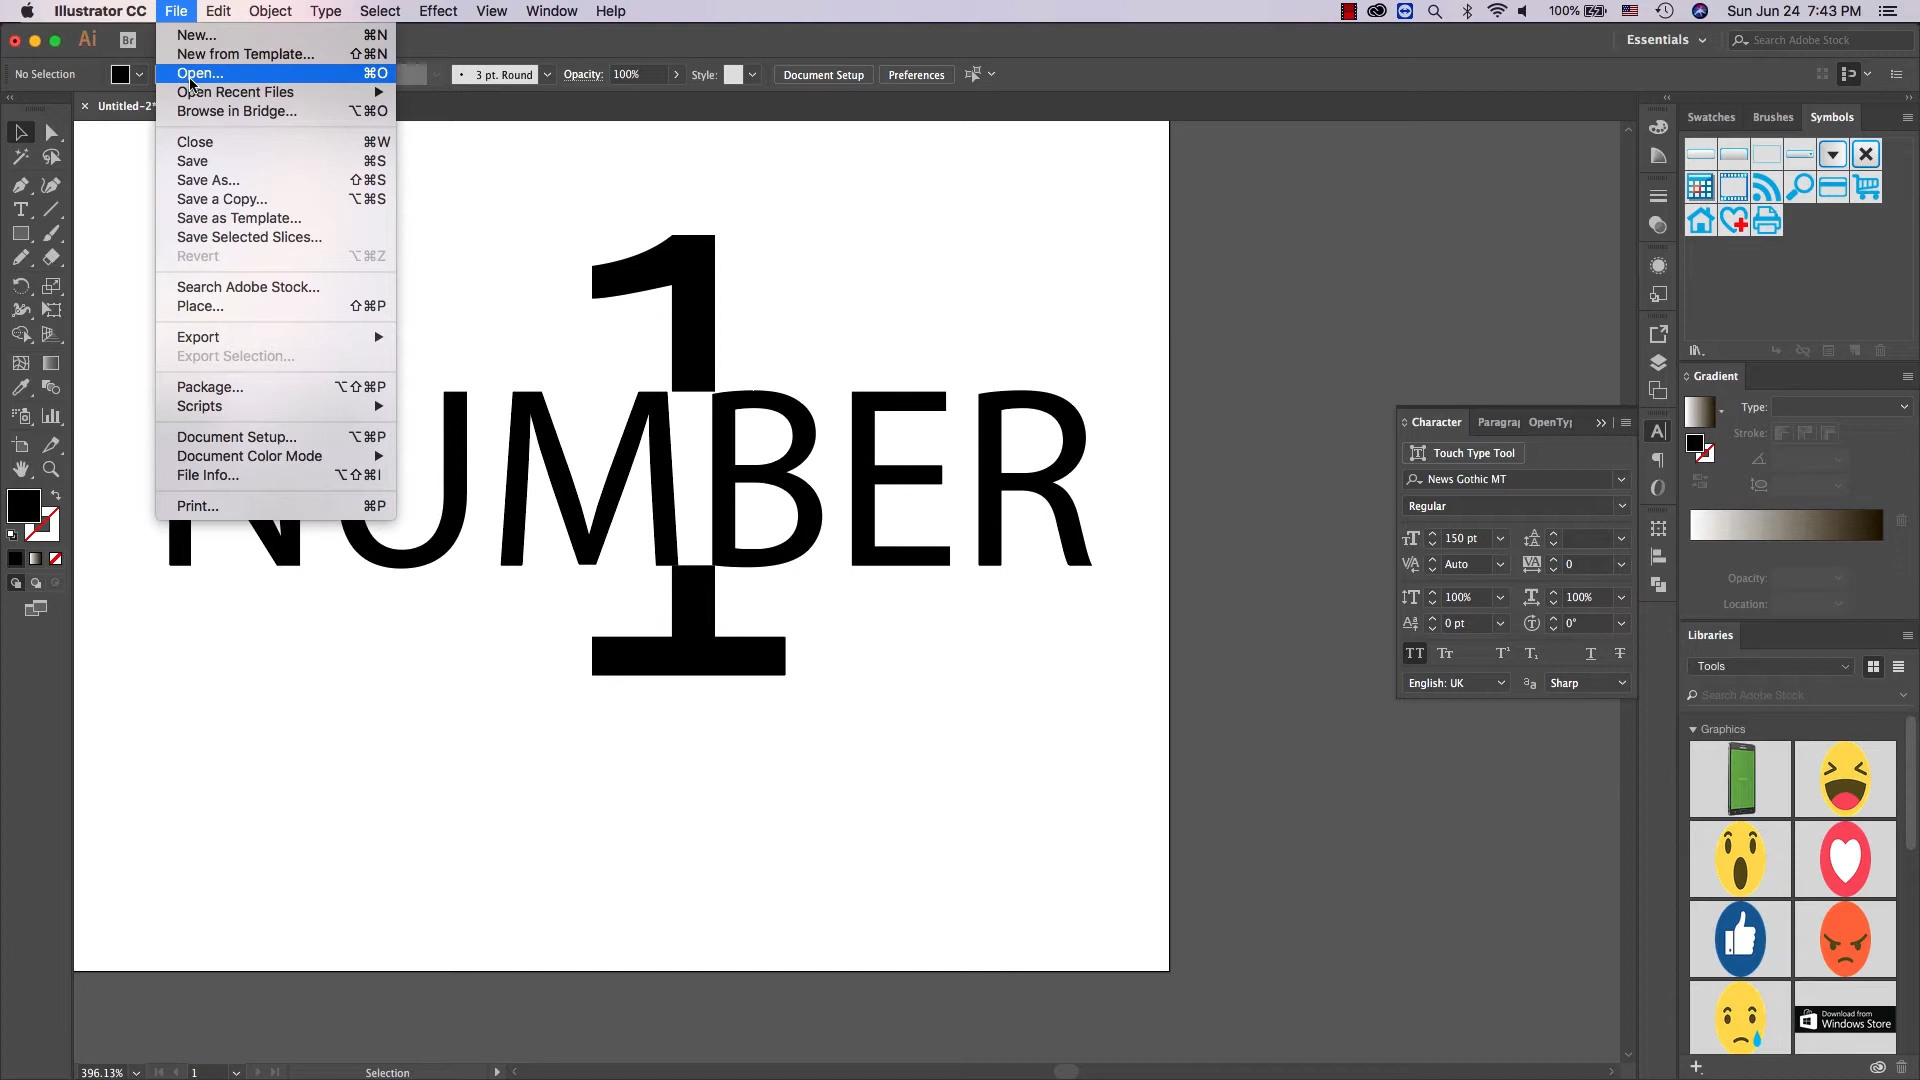 Illustrator CC File Edit Object Type Select Effect View Window Help 100% Sun Jun 24 7:43 PM
Ai Br Essentials Search Adobe Stock
No Selection 3 pt. Round Opacity: 100% Style: Document Setup Preferences
Untitled-2*
New... ⌘N
New from Template... ⇧⌘N
Open... ⌘O
Open Recent Files
Browse in Bridge... ⌥⌘O
Close ⌘W
Save ⌘S
Save As... ⇧⌘S
Save a Copy... ⌥⌘S
Save as Template...
Save Selected Slices...
Revert ⌥⌘Z
Search Adobe Stock...
Place... ⇧⌘P
Export
Export Selection...
Package... ⌥⇧⌘P
Scripts
Document Setup... ⌥⌘P
Document Color Mode
File Info... ⌥⇧⌘I
Print... ⌘P
1
NUMBER
Character Paragra OpenTy
Touch Type Tool
News Gothic MT
Regular
150 pt
Auto 0
100% 100%
0 pt 0°
English: UK Sharp
Swatches Brushes Symbols
Gradient
Type:
Stroke:
Opacity:
Location:
Libraries
Tools
Search Adobe Stock
Graphics
Download from
Windows Store
396.13% 1 Selection